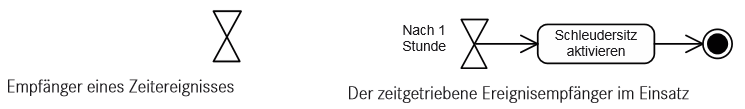 Nach 1
Stunde
Schleudersitz
aktivieren
Empfänger eines Zeitereignisses
Der zeitgetriebene Ereignisempfänger im Einsatz